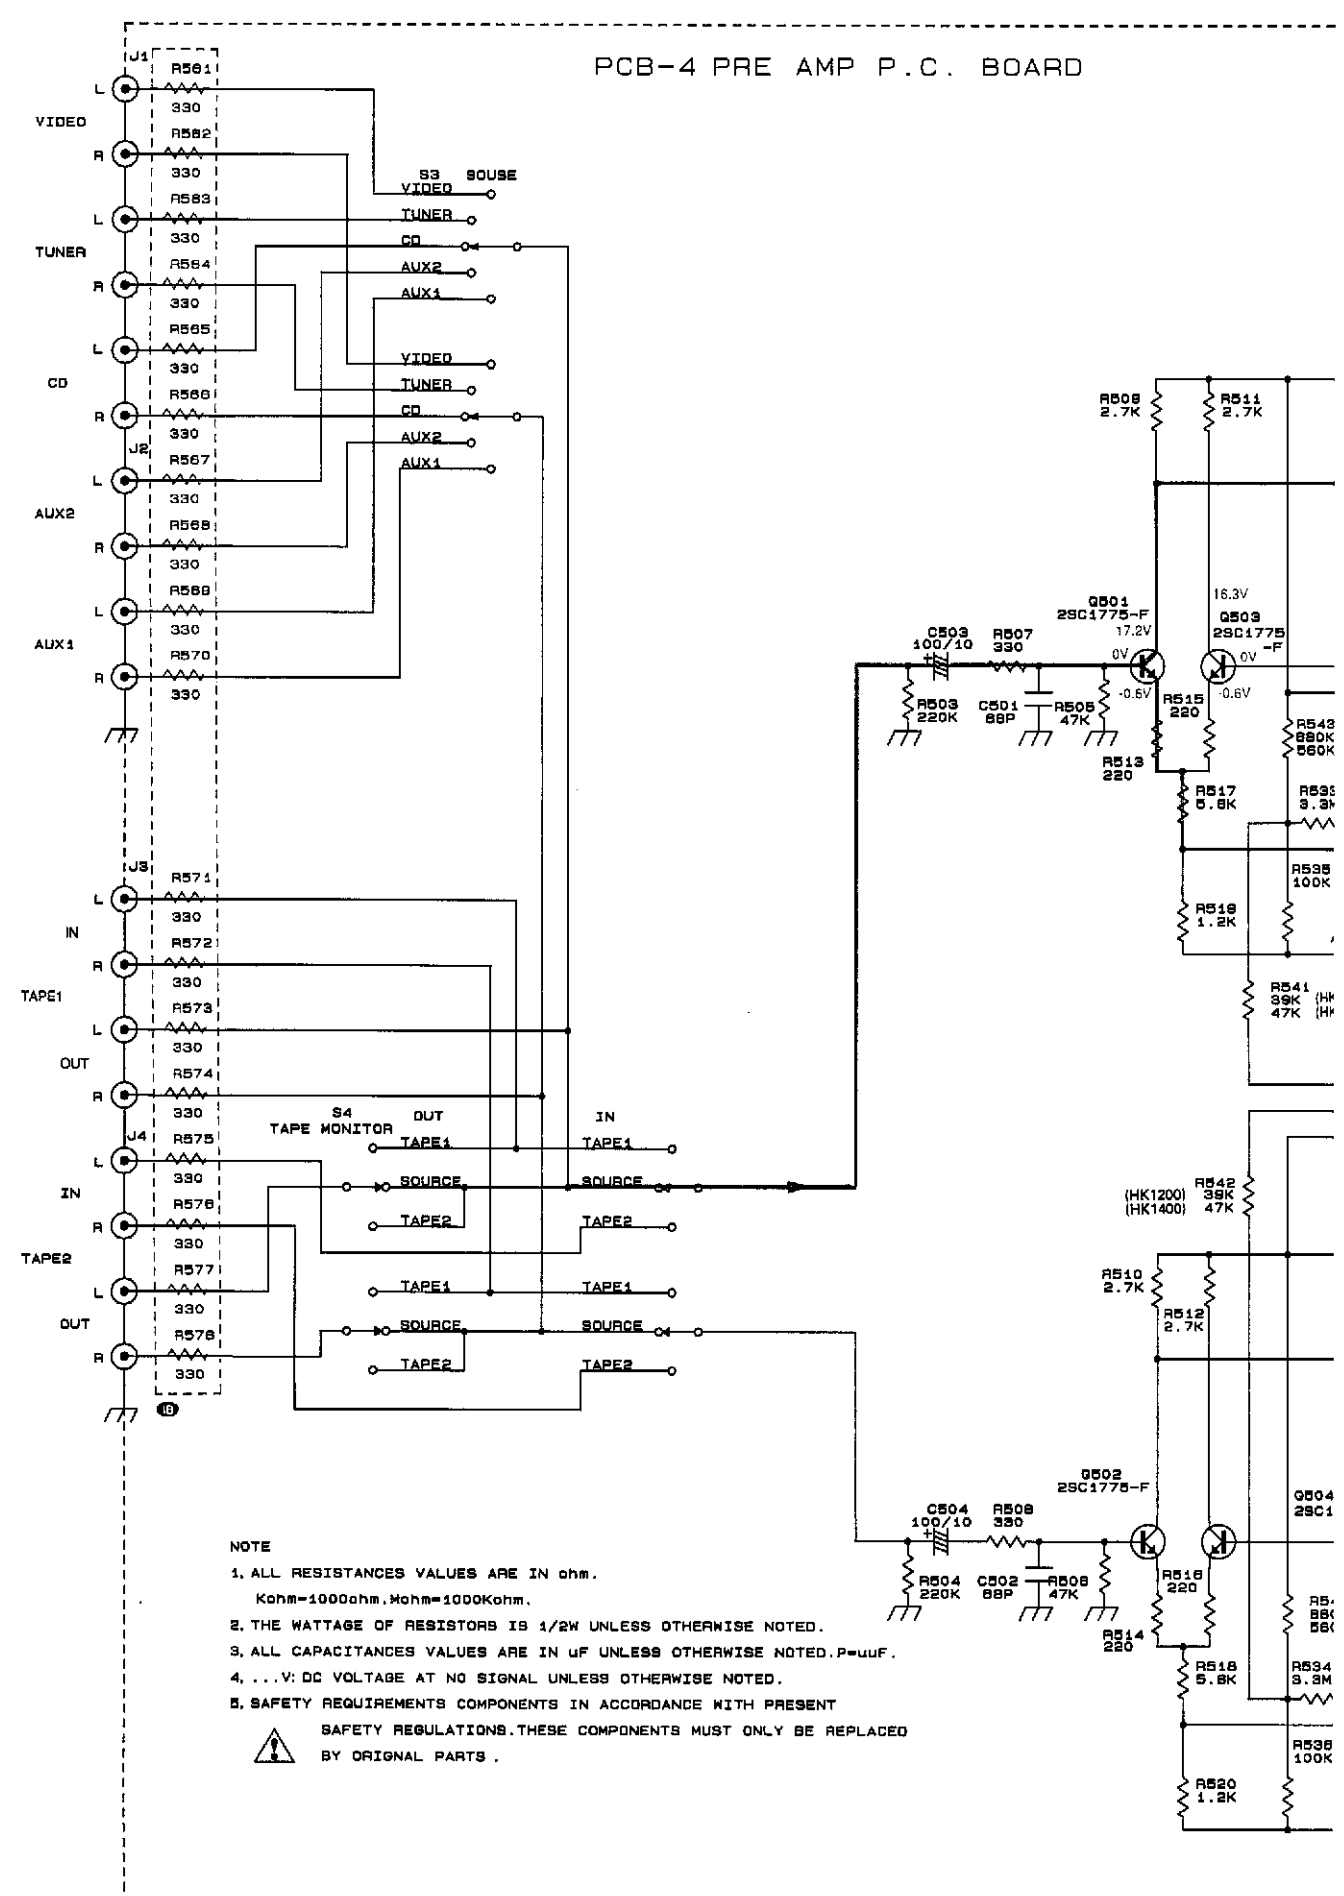 PCB-4 PRE AMP P.C. BOARD
J1
R561
L
330
VIDEO
R562
R
330
S3 SOUSE
VIDEO
R563
L
TUNER
330
CD
TUNER
R564
AUX2
R
330
AUX1
R565
L
330
VIDEO
CD
TUNER
R566
R
CD
330
AUX2
J2
R567
AUX1
L
330
AUX2
R568
R
330
R569
L
330
AUX1
R570
R
330
J3
R571
L
330
IN
R572
R
330
TAPE1
R573
L
330
OUT
R574
R
330
J4
R575
L
330
IN
R576
R
330
TAPE2
R577
L
330
OUT
R578
R
330
S4
TAPE MONITOR
OUT
IN
TAPE1
TAPE1
SOURCE
SOURCE
TAPE2
TAPE2
TAPE1
TAPE1
SOURCE
SOURCE
TAPE2
TAPE2
R509
2.7K
R511
2.7K
Q501
2SC1775-F
17.2V
0V
-0.6V
16.3V
Q503
2SC1775
-F
0V
-0.6V
C503
100/10
+
R507
330
R503
220K
C501
68P
R505
47K
R515
220
R513
220
R517
5.6K
R519
1.2K
R543
680K
560K
R533
R535
100K
R541
39K
47K
R542
(HK1200) 39K
(HK1400) 47K
R510
2.7K
R512
2.7K
Q502
2SC1775-F
Q504
C504
100/10
+
R508
330
R504
220K
C502
68P
R506
47K
R516
220
R514
220
R518
5.6K
R534
3.3M
R536
100K
R520
1.2K
NOTE
1, ALL RESISTANCES VALUES ARE IN ohm.
Kohm=1000ohm,Mohm=1000Kohm,
2, THE WATTAGE OF RESISTORS IS 1/2W UNLESS OTHERWISE NOTED.
3, ALL CAPACITANCES VALUES ARE IN uF UNLESS OTHERWISE NOTED.P=uuF.
4, ...V: DC VOLTAGE AT NO SIGNAL UNLESS OTHERWISE NOTED.
5, SAFETY REQUIREMENTS COMPONENTS IN ACCORDANCE WITH PRESENT
SAFETY REGULATIONS.THESE COMPONENTS MUST ONLY BE REPLACED
BY ORIGNAL PARTS .